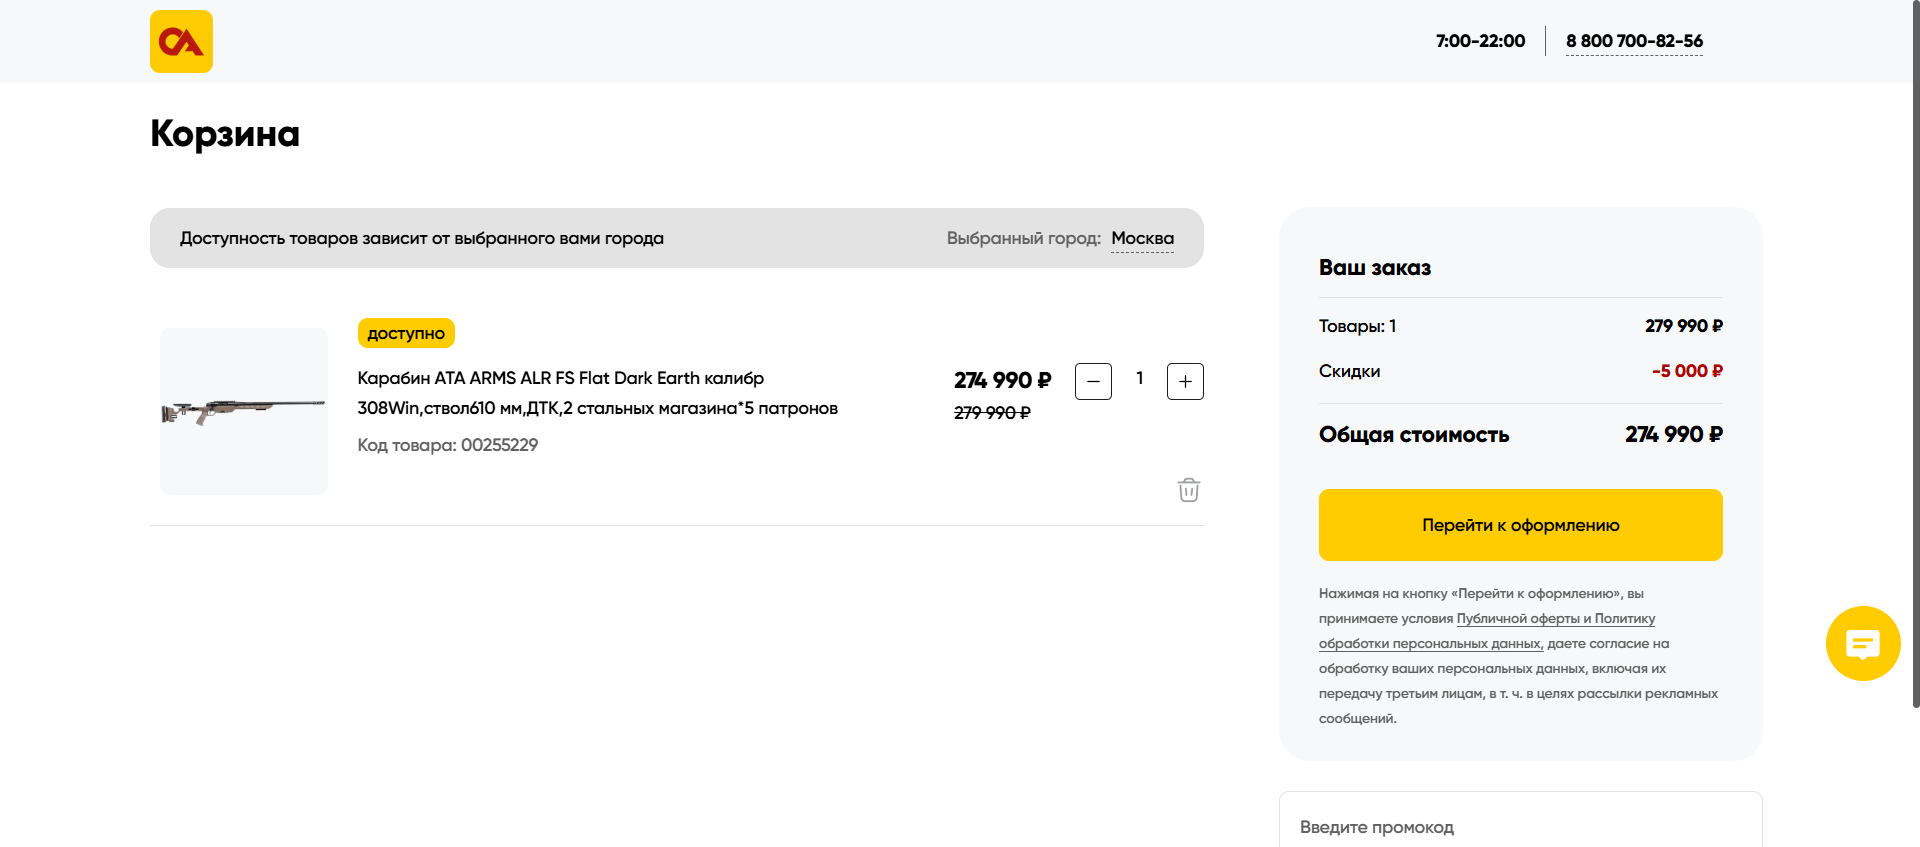 СА
7:00-22:00
8 800 700-82-56
Корзина
Доступность товаров зависит от выбранного вами города
Выбранный город: Москва
доступно
Карабин ATA ARMS ALR FS Flat Dark Earth калибр
308Win,ствол610 мм,ДТК,2 стальных магазина*5 патронов
Код товара: 00255229
274 990 ₽
279 990 ₽
1
Ваш заказ
Товары: 1
279 990 ₽
Скидки
-5 000 ₽
Общая стоимость
274 990 ₽
Перейти к оформлению
Нажимая на кнопку «Перейти к оформлению», вы
принимаете условия Публичной оферты и Политику
обработки персональных данных, даете согласие на
обработку ваших персональных данных, включая их
передачу третьим лицам, в т. ч. в целях рассылки рекламных
сообщений.
Введите промокод